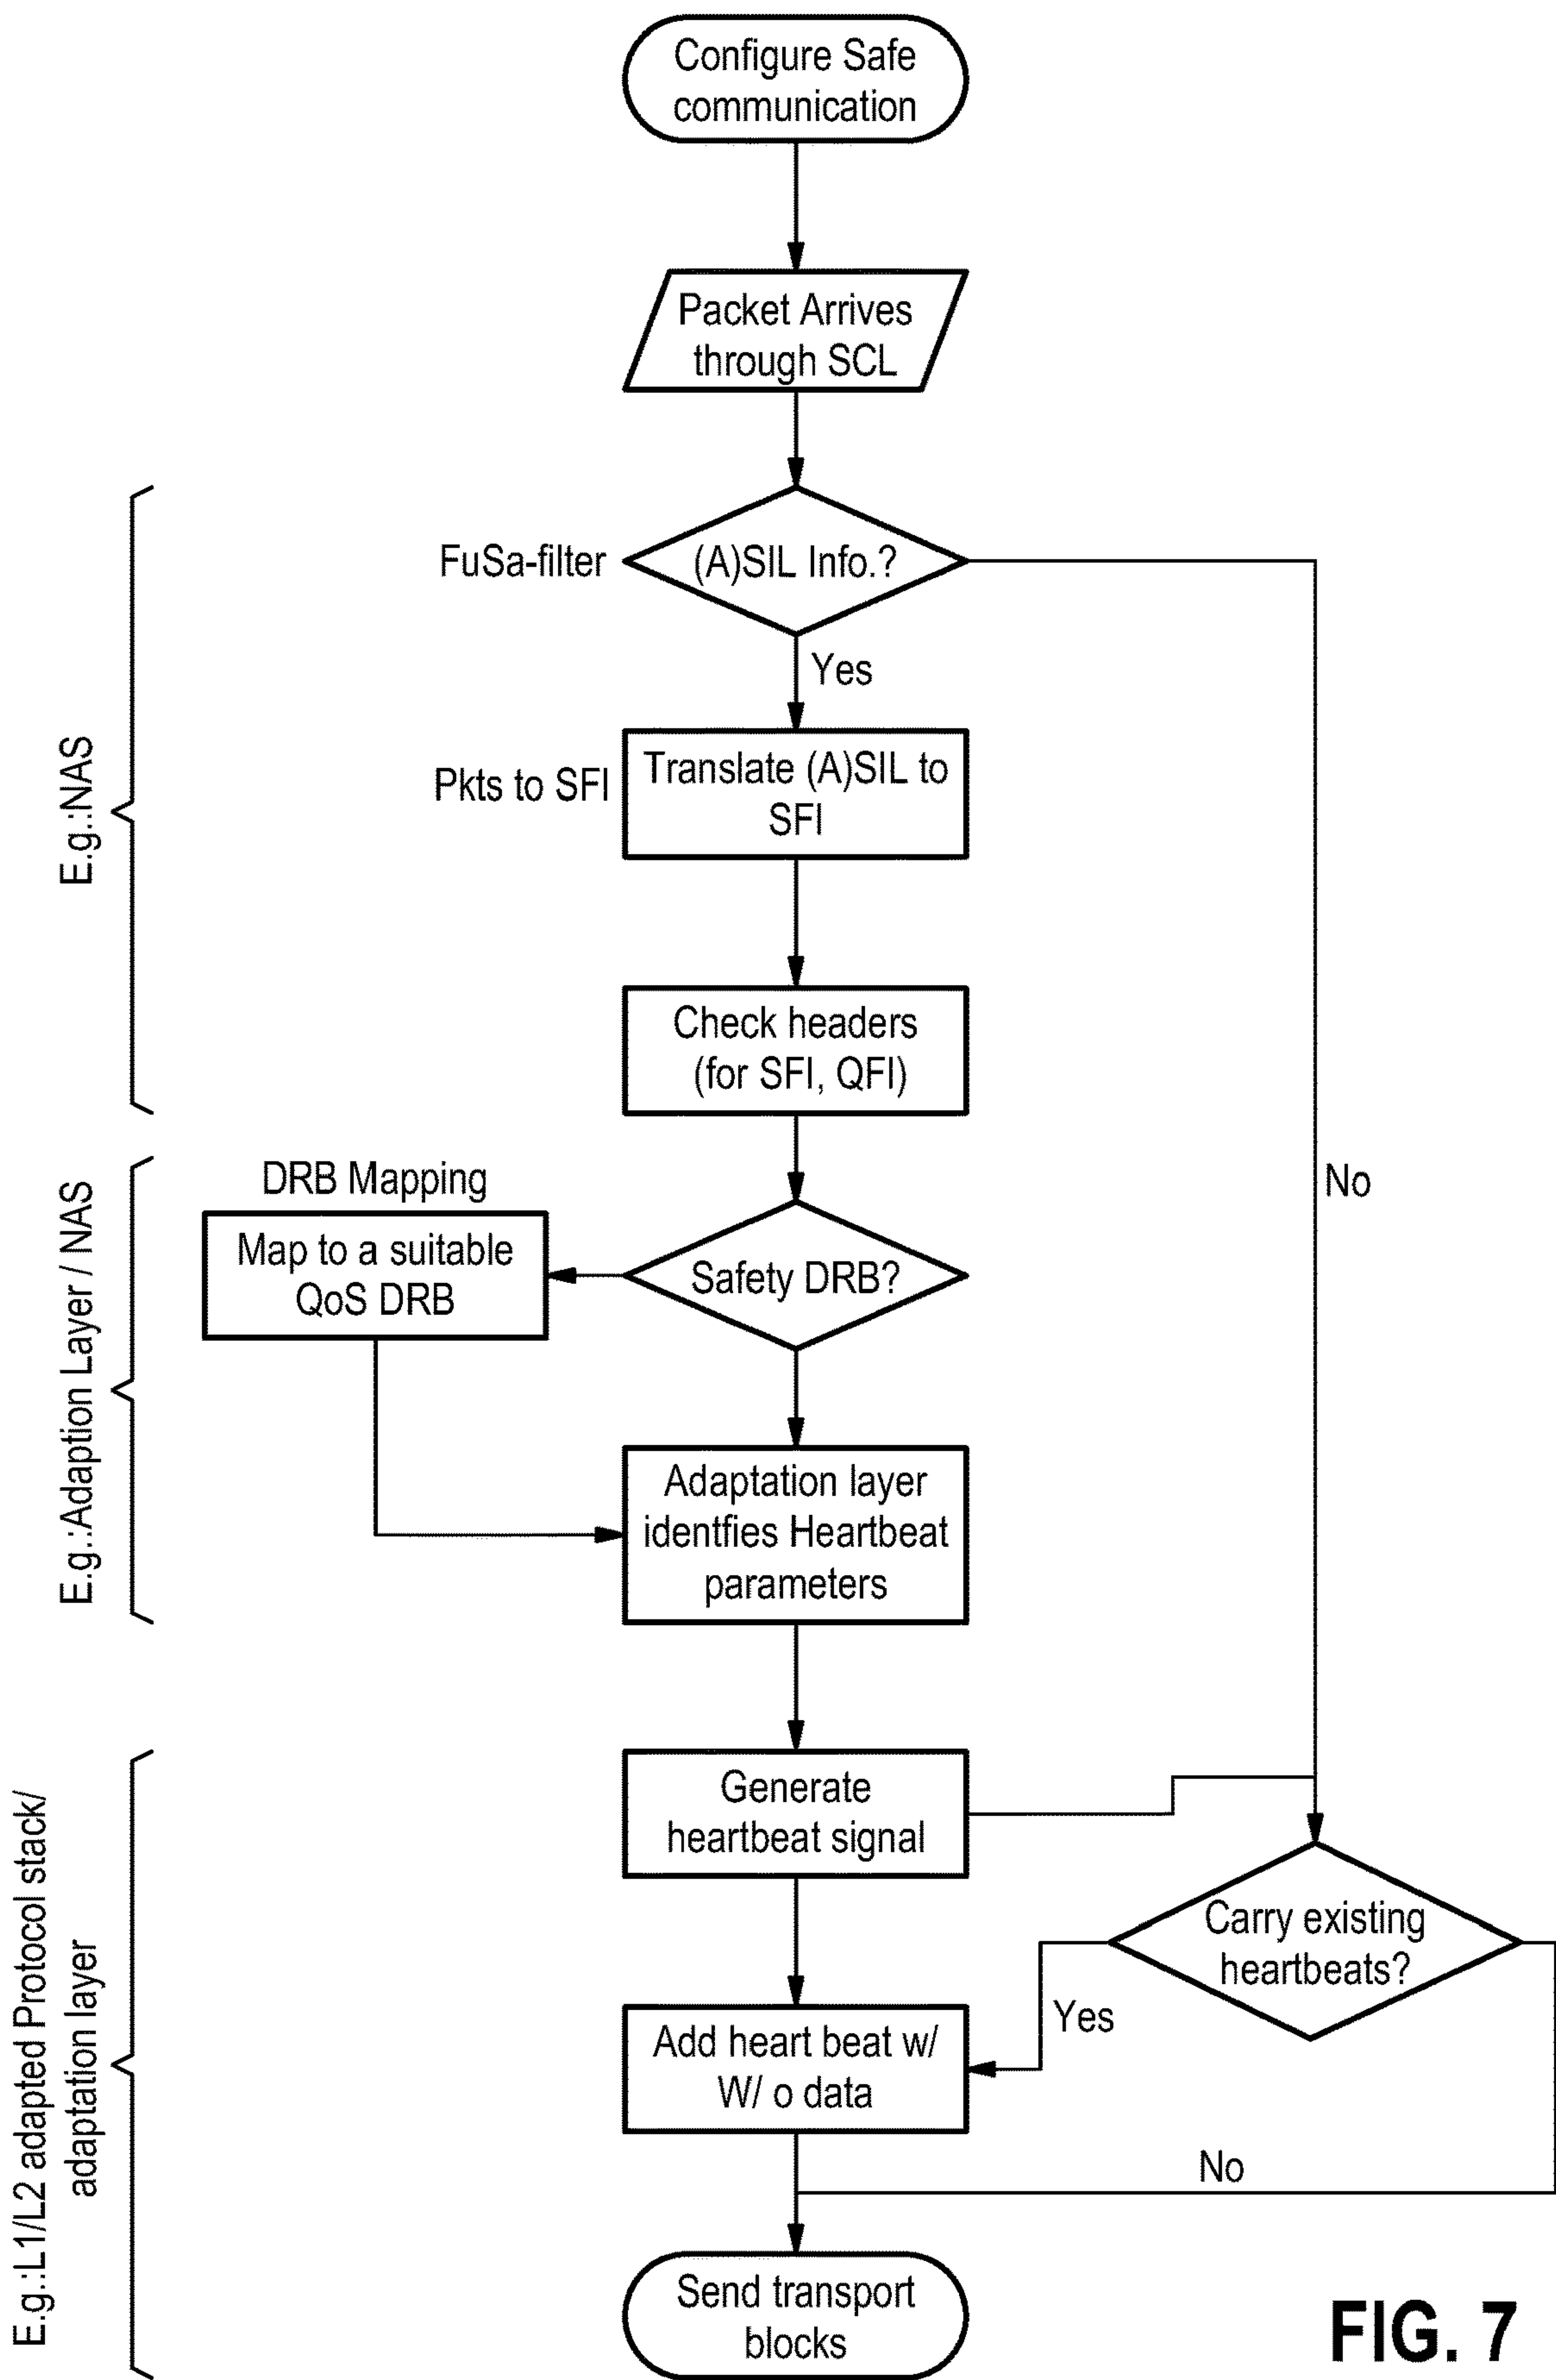 Configure Safe
communication
Packet Arrives
through SCL
FuSa-filter
(A)SIL Info.?
Yes
Pkts to SFI
Translate (A)SIL to
SFI
E.g.:NAS
Check headers
(for SFI, QFI)
No
DRB Mapping
Map to a suitable
QoS DRB
Safety DRB?
E.g.:Adaption Layer / NAS
Adaptation layer
identfies Heartbeat
parameters
Generate
heartbeat signal
Carry existing
heartbeats?
Yes
Add heart beat w/
W/ o data
No
E.g.:L1/L2 adapted Protocol stack/
adaptation layer
Send transport
blocks
FIG. 7